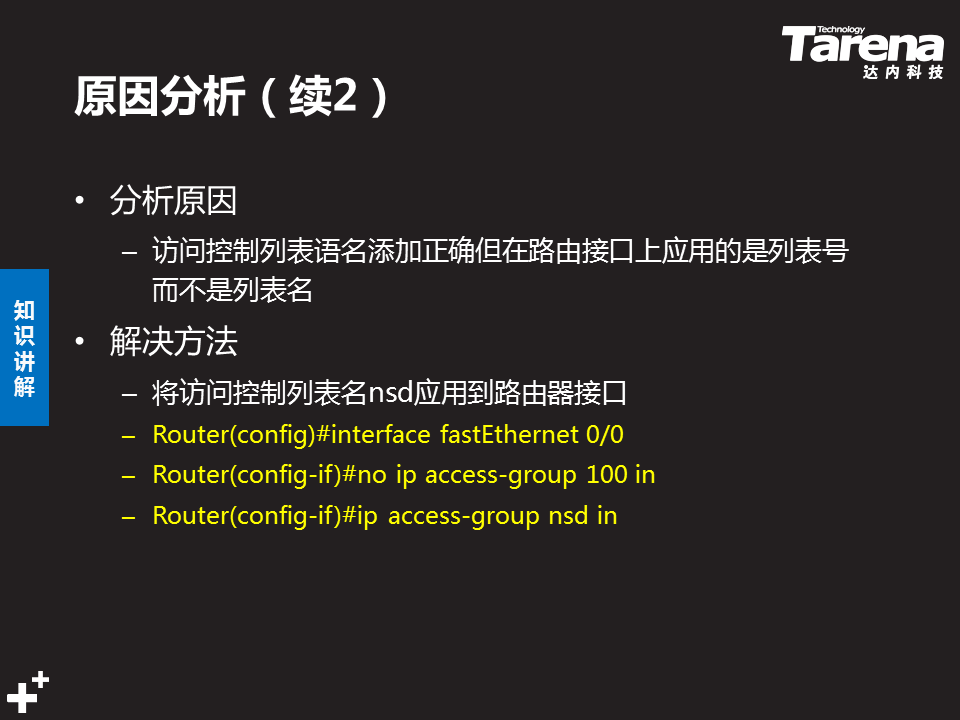 Technology
Tarena
达内科技
原因分析（续2）
• 分析原因
– 访问控制列表语名添加正确但在路由接口上应用的是列表号
而不是列表名
知识讲解
• 解决方法
– 将访问控制列表名nsd应用到路由器接口
– Router(config)#interface fastEthernet 0/0
– Router(config-if)#no ip access-group 100 in
– Router(config-if)#ip access-group nsd in